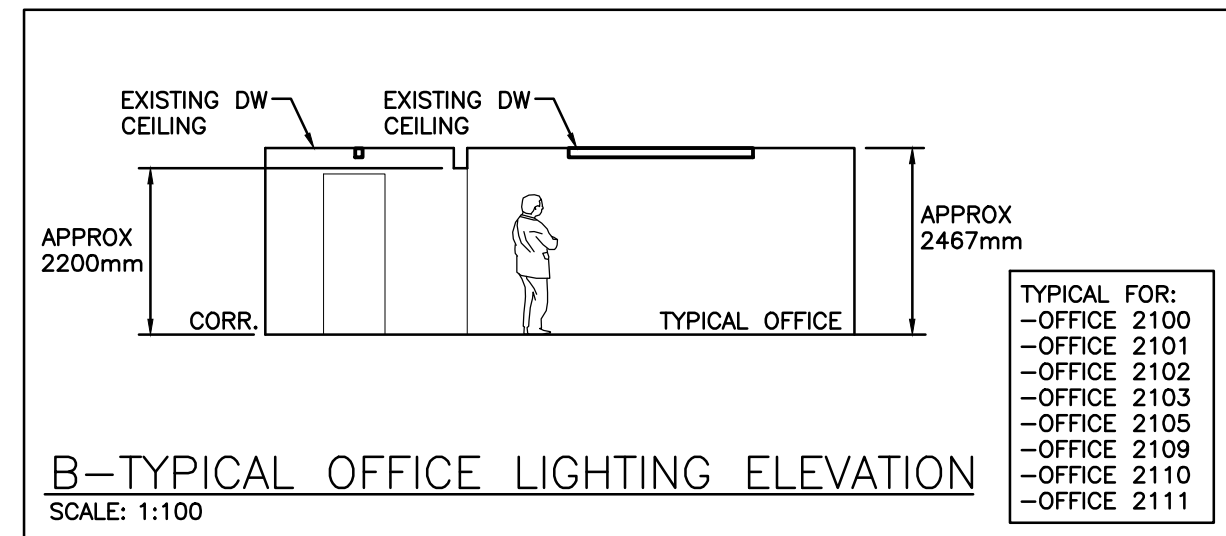 EXISTING DW
CEILING
EXISTING DW
CEILING
APPROX
2200mm
APPROX
2467mm
CORR.
TYPICAL OFFICE
TYPICAL FOR:
-OFFICE 2100
-OFFICE 2101
-OFFICE 2102
-OFFICE 2103
-OFFICE 2105
-OFFICE 2109
-OFFICE 2110
-OFFICE 2111
B-TYPICAL OFFICE LIGHTING ELEVATION
SCALE: 1:100